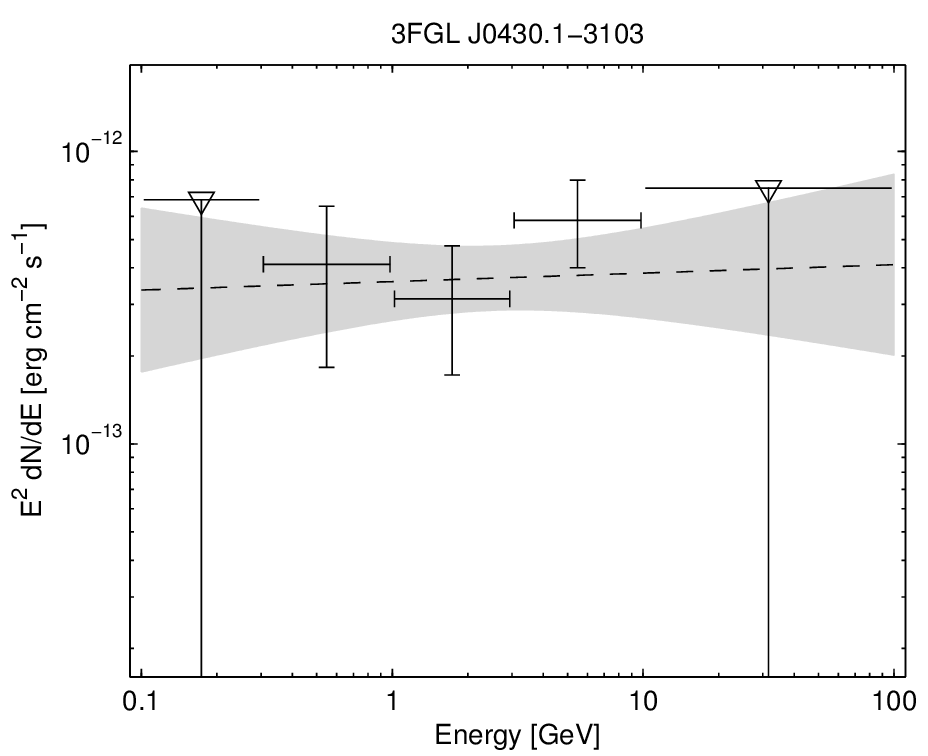 3FGL J0430.1−3103
10⁻¹²
10⁻¹³
E² dN/dE [erg cm⁻² s⁻¹]
0.1 1 10 100
Energy [GeV]